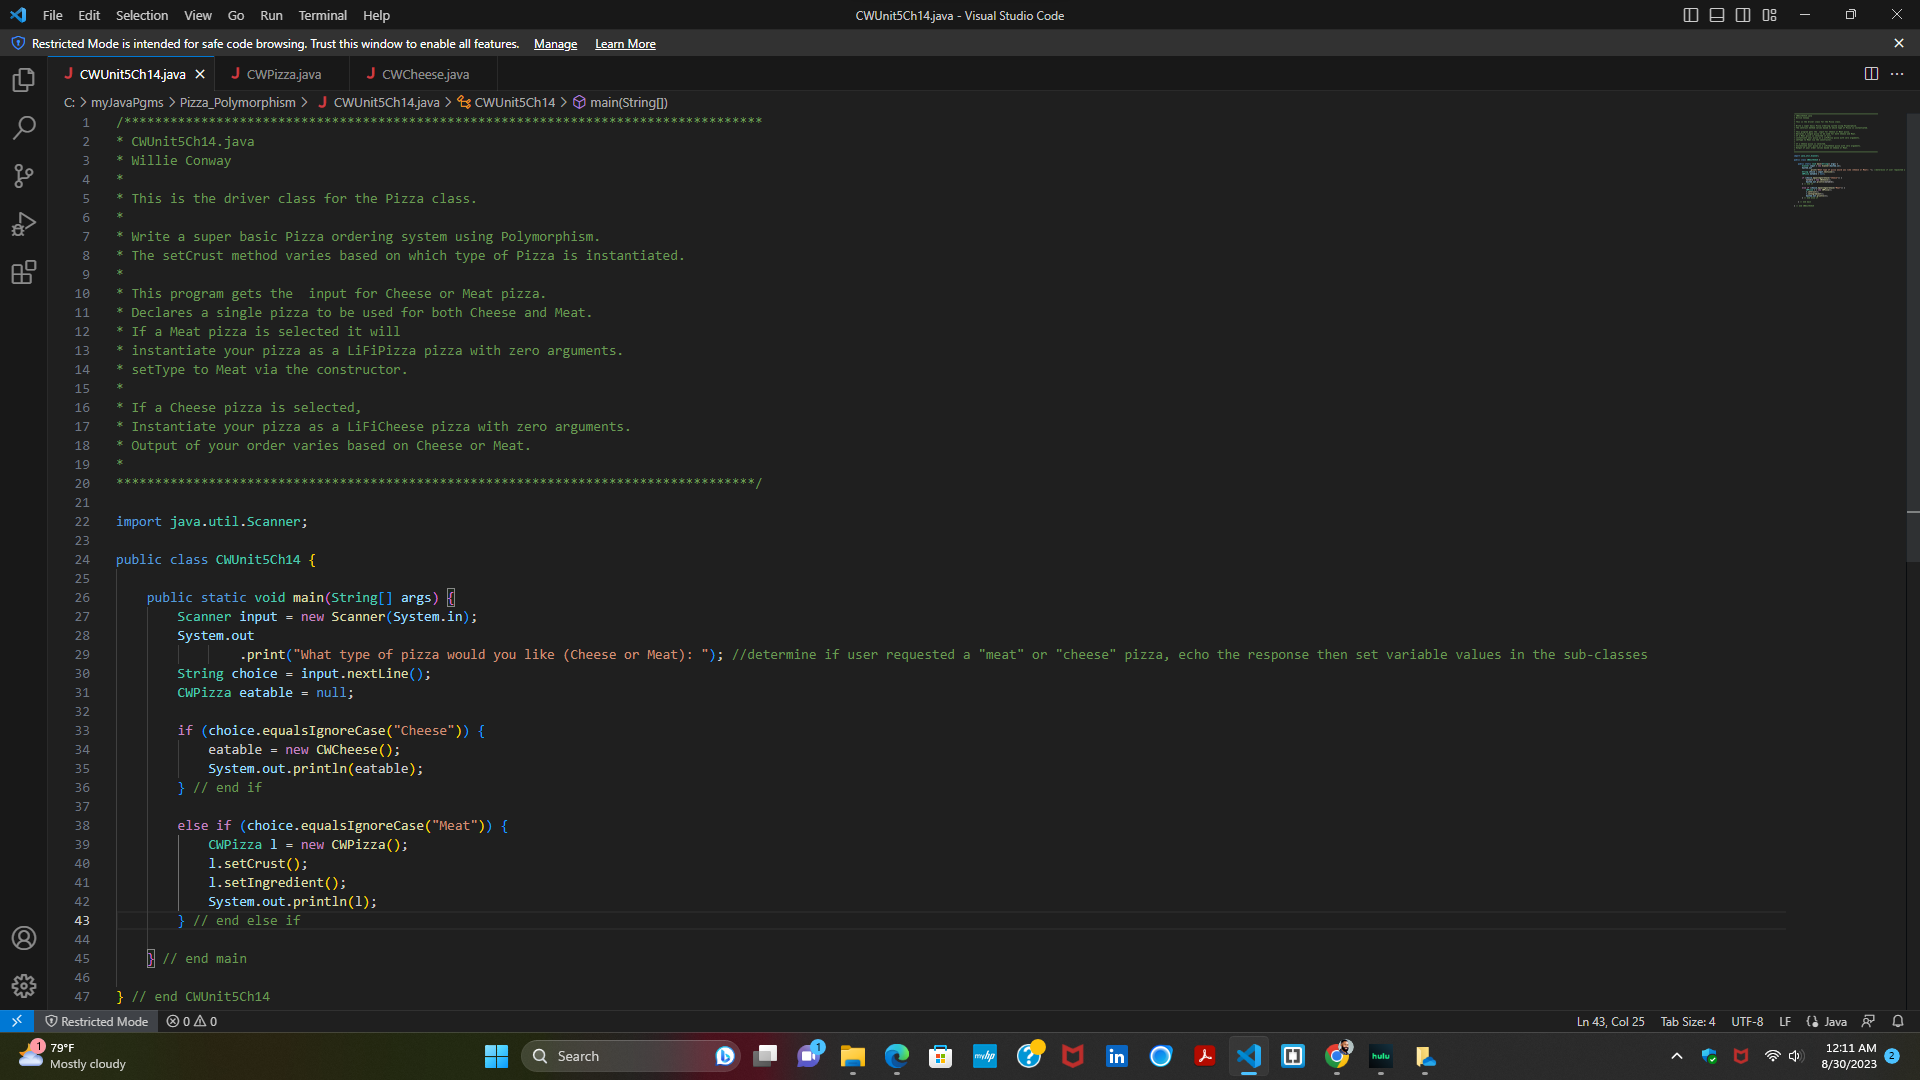 File Edit Selection View Go Run Terminal Help CWUnit5Ch14.java - Visual Studio Code
Restricted Mode is intended for safe code browsing. Trust this window to enable all features. Manage Learn More
CWUnit5Ch14.java CWPizza.java CWCheese.java
C: > myJavaPgms > Pizza_Polymorphism > CWUnit5Ch14.java > CWUnit5Ch14 > main(String[])
1 /***********************************************************************************
2 * CWUnit5Ch14.java
3 * Willie Conway
4 *
5 * This is the driver class for the Pizza class.
6 *
7 * Write a super basic Pizza ordering system using Polymorphism.
8 * The setCrust method varies based on which type of Pizza is instantiated.
9 *
10 * This program gets the  input for Cheese or Meat pizza.
11 * Declares a single pizza to be used for both Cheese and Meat.
12 * If a Meat pizza is selected it will
13 * instantiate your pizza as a LiFiPizza pizza with zero arguments.
14 * setType to Meat via the constructor.
15 *
16 * If a Cheese pizza is selected,
17 * Instantiate your pizza as a LiFiCheese pizza with zero arguments.
18 * Output of your order varies based on Cheese or Meat.
19 *
20 ***********************************************************************************/
21
22 import java.util.Scanner;
23
24 public class CWUnit5Ch14 {
25
26 public static void main(String[] args) {
27 Scanner input = new Scanner(System.in);
28 System.out
29 .print("What type of pizza would you like (Cheese or Meat): "); //determine if user requested a "meat" or "cheese" pizza, echo the response then set variable values in the sub-classes
30 String choice = input.nextLine();
31 CWPizza eatable = null;
32
33 if (choice.equalsIgnoreCase("Cheese")) {
34 eatable = new CWCheese();
35 System.out.println(eatable);
36 } // end if
37
38 else if (choice.equalsIgnoreCase("Meat")) {
39 CWPizza l = new CWPizza();
40 l.setCrust();
41 l.setIngredient();
42 System.out.println(l);
43 } // end else if
44
45 } // end main
46
47 } // end CWUnit5Ch14
Restricted Mode 0 0 Ln 43, Col 25 Tab Size: 4 UTF-8 LF Java
1 79°F
Mostly cloudy
Search 1 myhp hulu
12:11 AM
8/30/2023 2